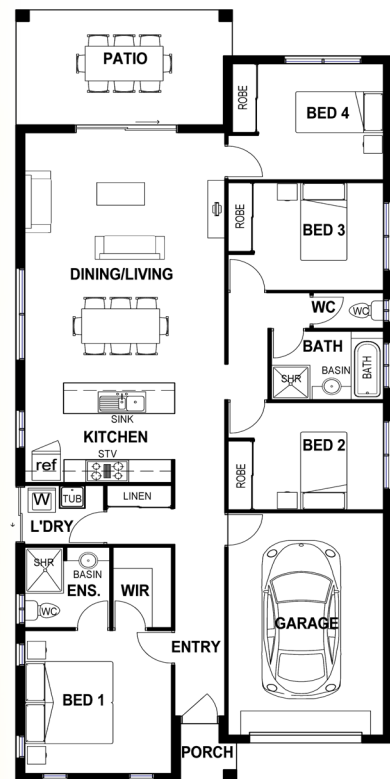 PATIO
ROBE
BED 4
ROBE
BED 3
DINING/LIVING
WC
WC
BATH
SHR
BASIN
BATH
SINK
KITCHEN
STV
ref
BED 2
ROBE
W
TUB
LINEN
L'DRY
SHR
BASIN
ENS.
WIR
WC
GARAGE
ENTRY
BED 1
PORCH